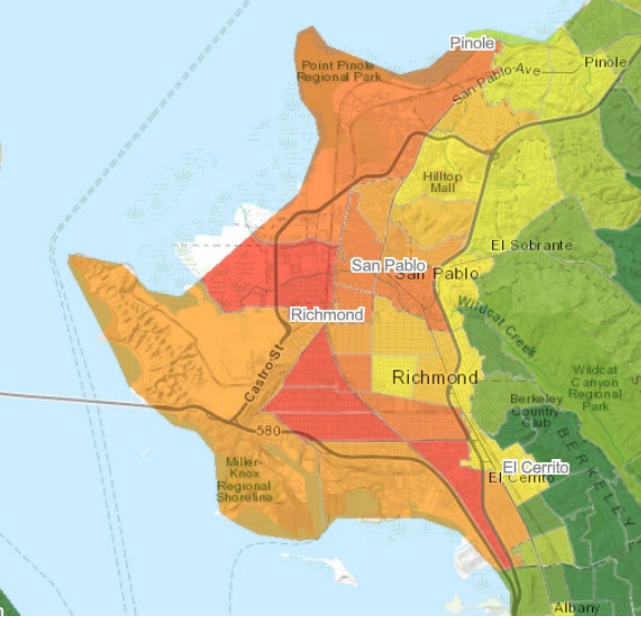 Pinole
Point Pinole
Regional Park
San Pablo Ave
Pinole
Hilltop
Mall
El Sobrante
San Pablo
San Pablo
Richmond
Wildcat Creek
Castro St
Richmond
Wildcat
Canyon
Regional
Park
Berkeley
Country
Club
580
BERKELEY
Miller-
Knox
Regional
Shoreline
El Cerrito
El Cerrito
Albany